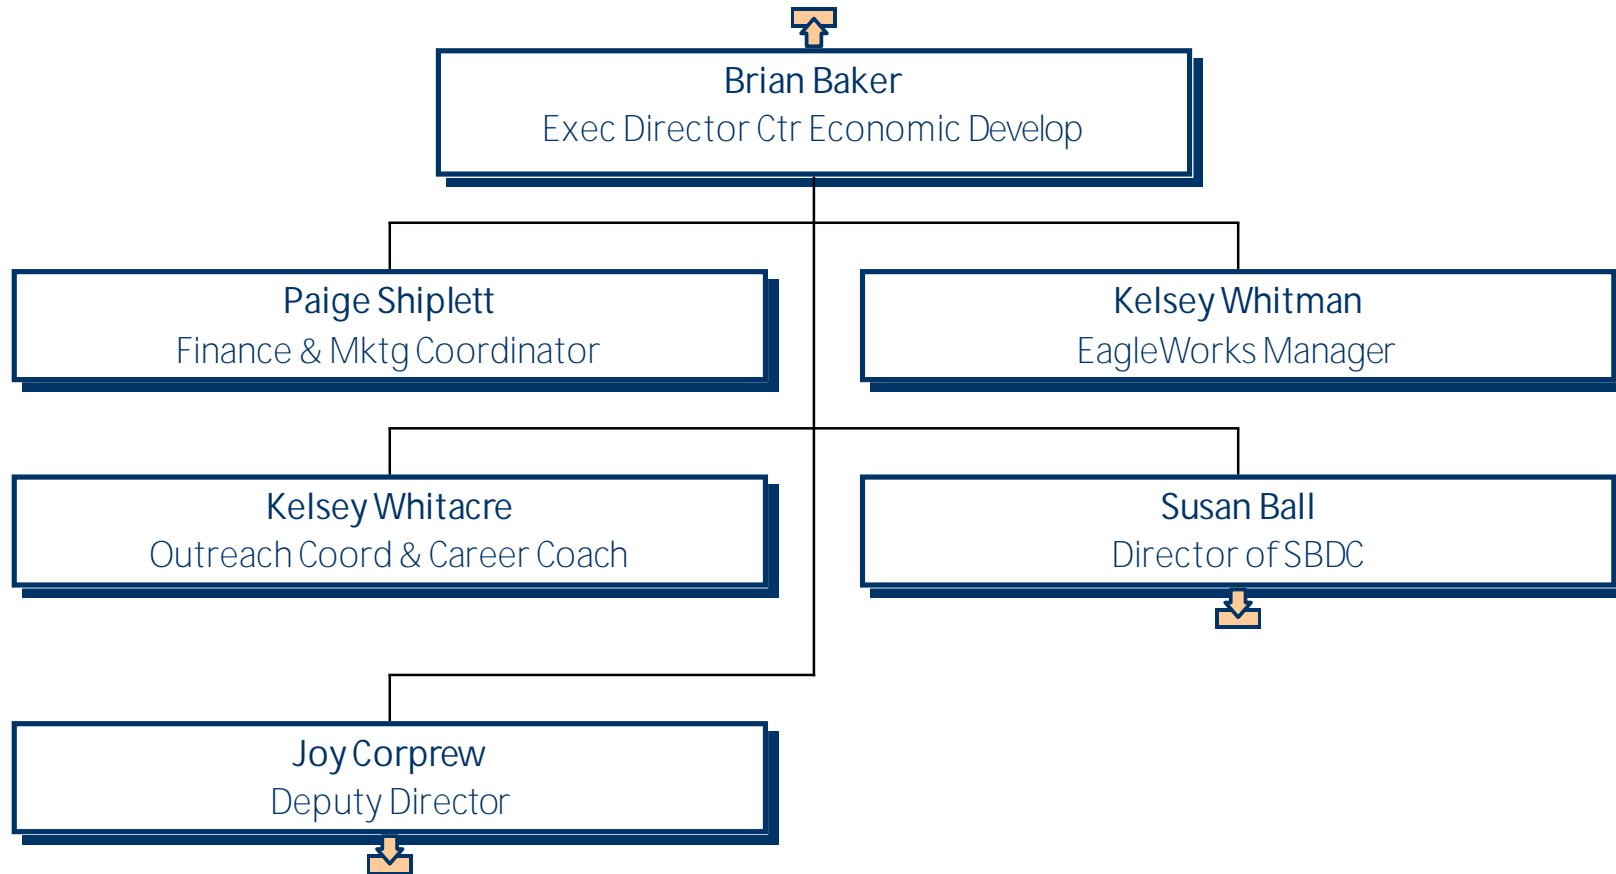 Brian Baker
Exec Director Ctr Economic Develop
Paige Shiplett
Finance & Mktg Coordinator
Kelsey Whitman
EagleWorks Manager
Kelsey Whitacre
Outreach Coord & Career Coach
Susan Ball
Director of SBDC
Joy Corprew
Deputy Director